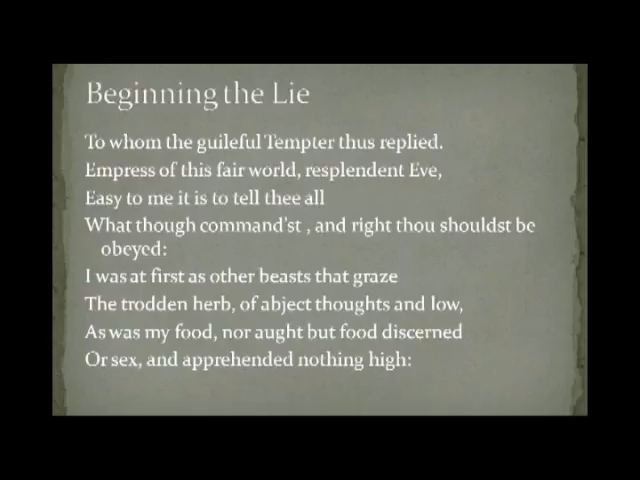 Beginning the Lie
To whom the guileful Tempter thus replied.
Empress of this fair world, resplendent Eve,
Easy to me it is to tell thee all
What though command'st , and right thou shouldst be
obeyed:
I was at first as other beasts that graze
The trodden herb, of abject thoughts and low,
As was my food, nor aught but food discerned
Or sex, and apprehended nothing high: